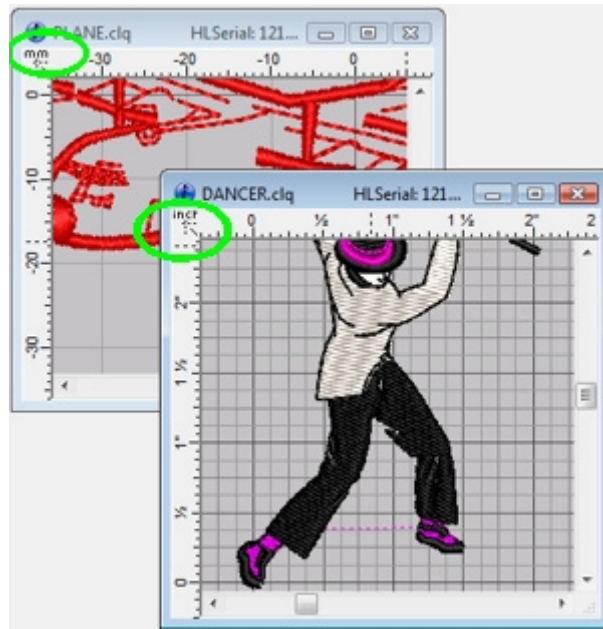 PLANE.clq HLSerial: 121...
mm -30 -20 -10 0
0
-10
-20
-30
DANCER.clq HLSerial: 121...
incr 0 ½ 1" 1 ½ 2" 2
2"
1 ½
1"
½
0